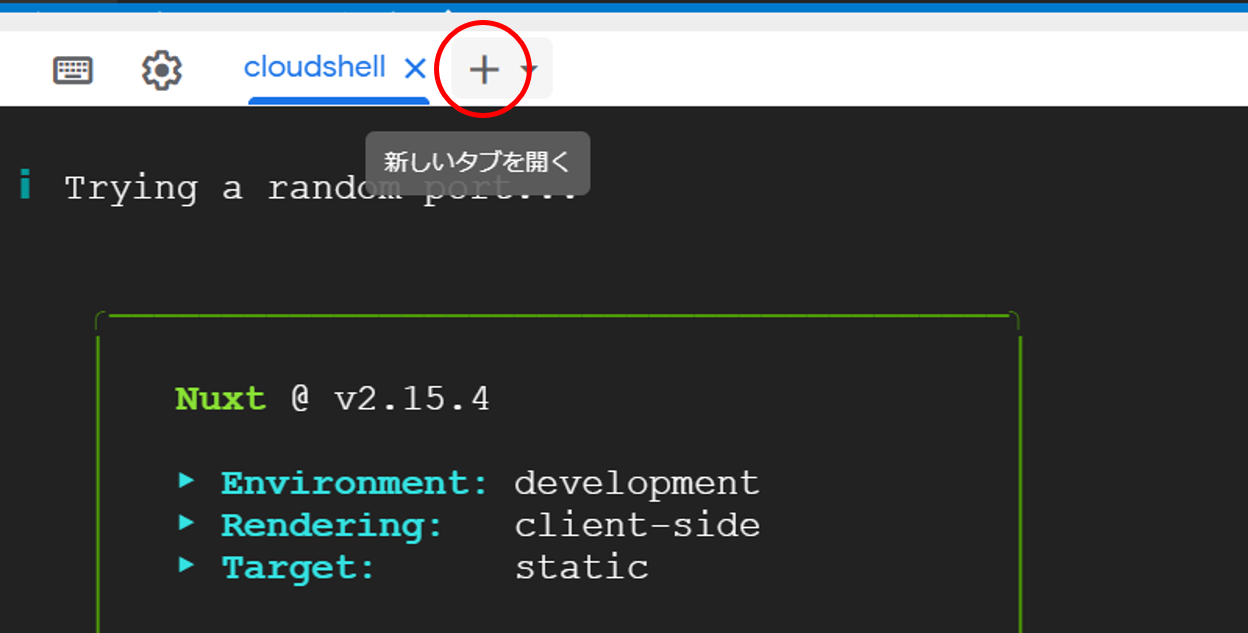 cloudshell
新しいタブを開く
i Trying a random port...
Nuxt @ v2.15.4
▸ Environment: development
▸ Rendering: client-side
▸ Target: static